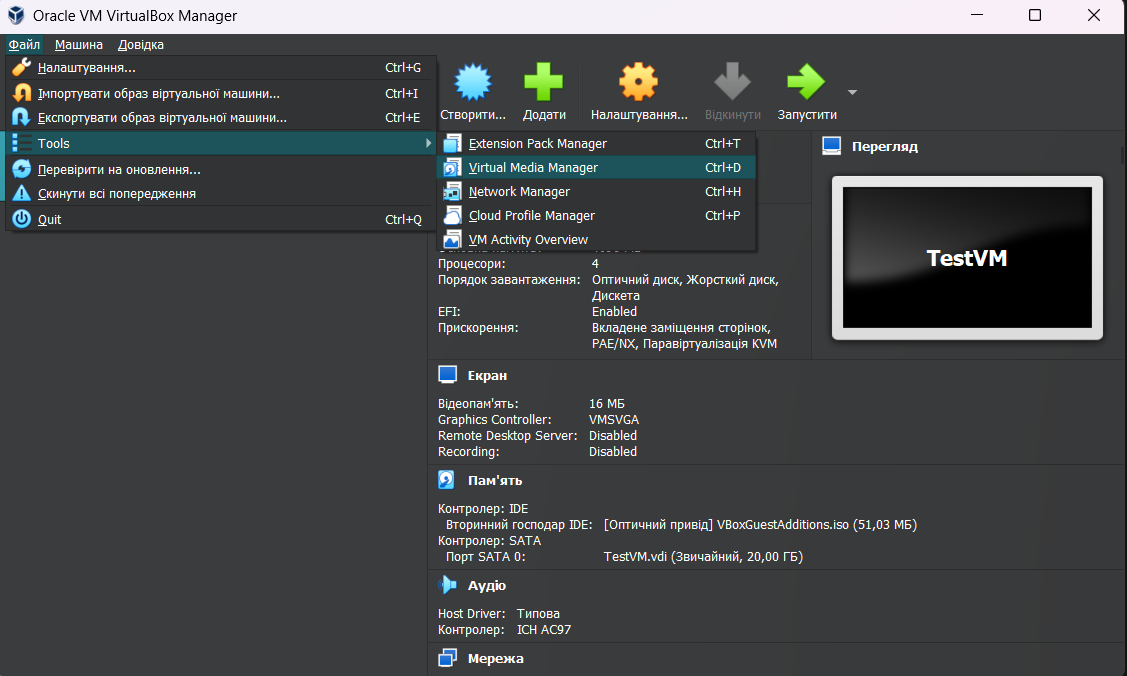 Oracle VM VirtualBox Manager
Файл Машина Довідка
Налаштування... Ctrl+G
Імпортувати образ віртуальної машини... Ctrl+I
Експортувати образ віртуальної машини... Ctrl+E
Tools
Перевірити на оновлення...
Скинути всі попередження
Quit Ctrl+Q
Створити... Додати Налаштування... Відкинути Запустити
Extension Pack Manager Ctrl+T
Virtual Media Manager Ctrl+D
Network Manager Ctrl+H
Cloud Profile Manager Ctrl+P
VM Activity Overview
Перегляд
TestVM
Процесори: 4
Порядок завантаження: Оптичний диск, Жорсткий диск,
Дискета
EFI: Enabled
Прискорення: Вкладене заміщення сторінок,
PAE/NX, Паравіртуалізація KVM
Екран
Відеопам'ять: 16 МБ
Graphics Controller: VMSVGA
Remote Desktop Server: Disabled
Recording: Disabled
Пам'ять
Контролер: IDE
Вторинний господар IDE: [Оптичний привід] VBoxGuestAdditions.iso (51,03 МБ)
Контролер: SATA
Порт SATA 0: TestVM.vdi (Звичайний, 20,00 ГБ)
Аудіо
Host Driver: Типова
Контролер: ICH AC97
Мережа